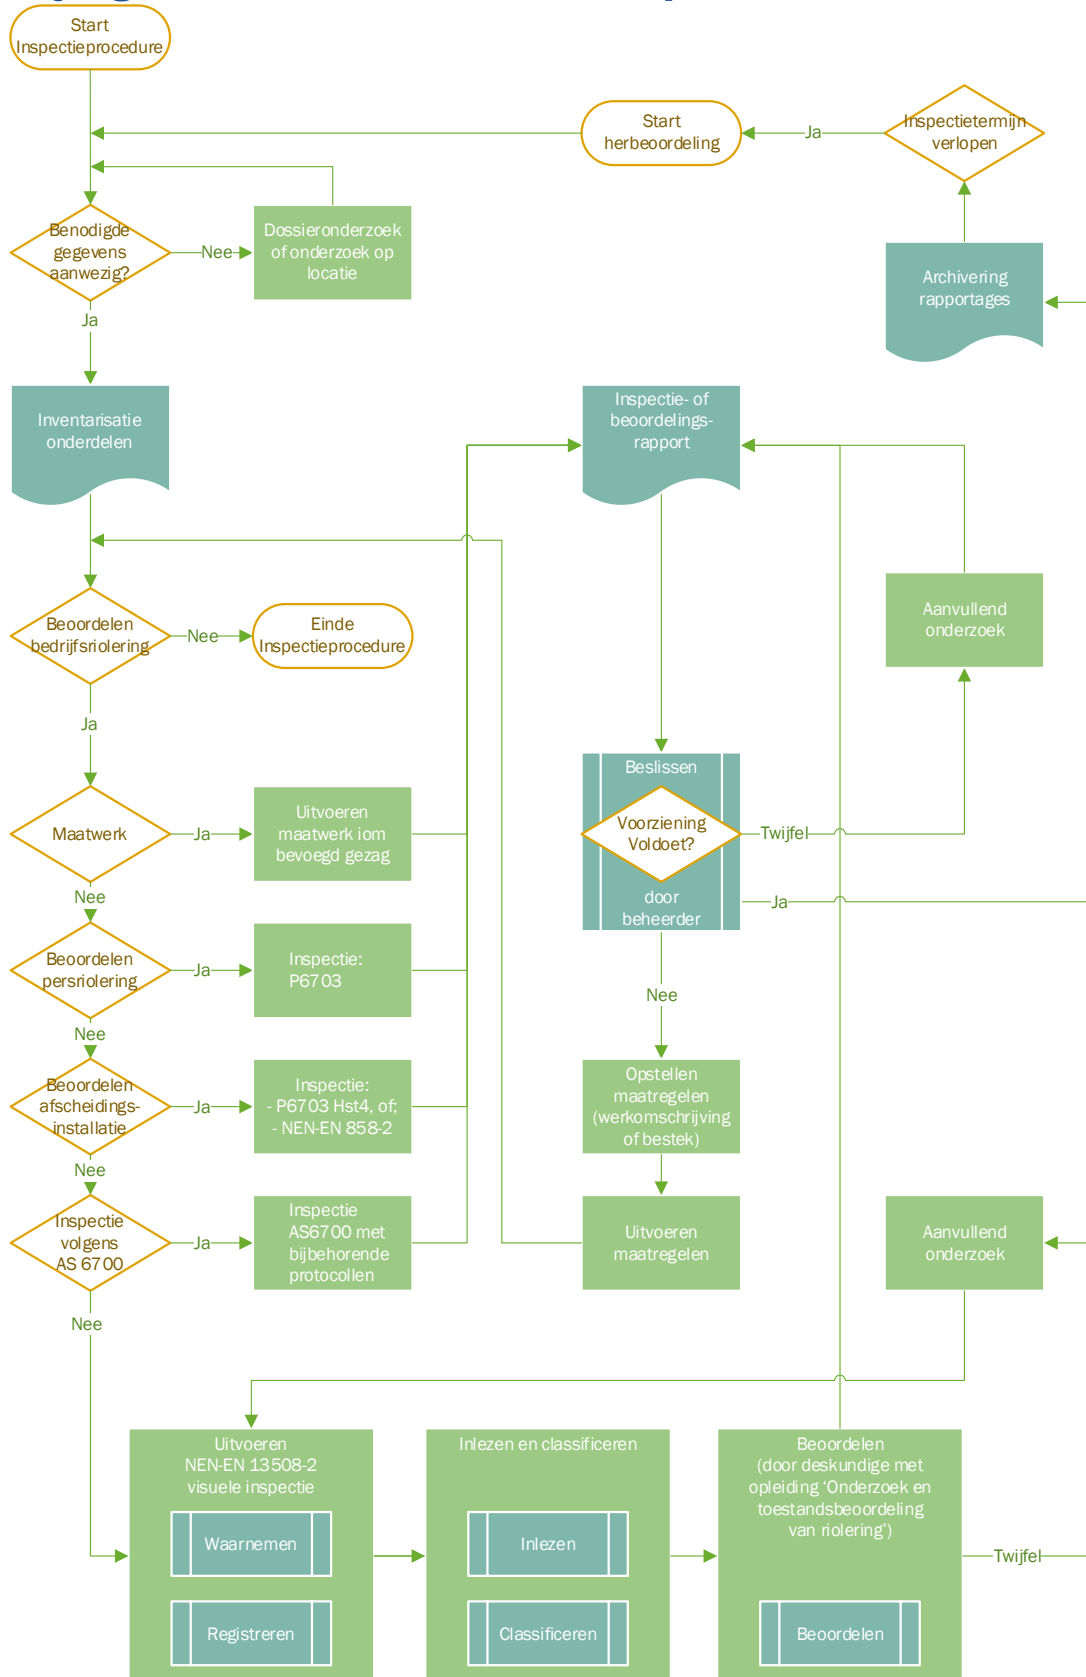 Start
Inspectieprocedure
Start
herbeoordeling
Ja
Inspectietermijn
verlopen
Benodigde
gegevens
aanwezig?
Nee
Dossieronderzoek
of onderzoek op
locatie
Archivering
rapportages
Ja
Inventarisatie
onderdelen
Inspectie- of
beoordelings-
rapport
Beoordelen
bedrijfsriolering
Nee
Einde
Inspectieprocedure
Aanvullend
onderzoek
Ja
Beslissen
Maatwerk
Ja
Uitvoeren
maatwerk iom
bevoegd gezag
Voorziening
Voldoet?
Twijfel
Nee
door
beheerder
Ja
Beoordelen
persriolering
Ja
Inspectie:
P6703
Nee
Nee
Beoordelen
afscheidings-
installatie
Ja
Inspectie:
- P6703 Hst4, of;
- NEN-EN 858-2
Opstellen
maatregelen
(werkomschrijving
of bestek)
Nee
Inspectie
volgens
AS 6700
Ja
Inspectie
AS6700 met
bijbehorende
protocollen
Uitvoeren
maatregelen
Aanvullend
onderzoek
Nee
Uitvoeren
NEN-EN 13508-2
visuele inspectie
Waarnemen
Registreren
Inlezen en classificeren
Inlezen
Classificeren
Beoordelen
(door deskundige met
opleiding ‘Onderzoek en
toestandsbeoordeling
van riolering’)
Beoordelen
Twijfel